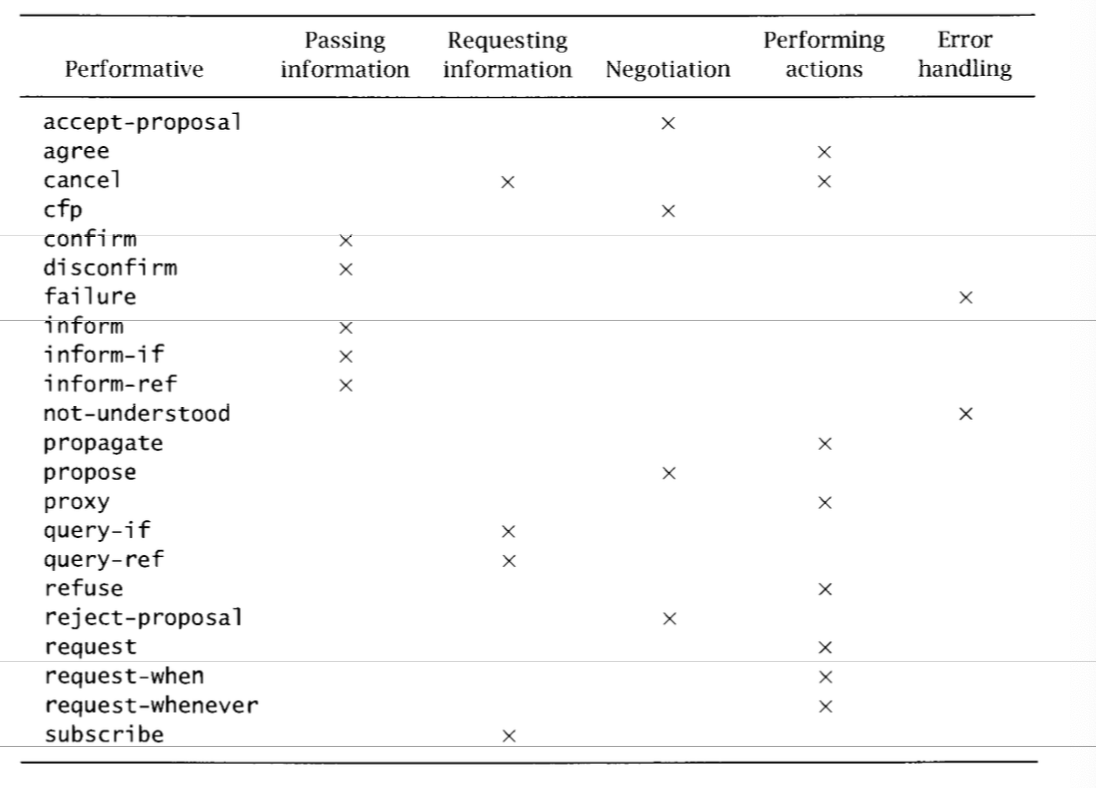 Passing Requesting Performing Error
Performative information information Negotiation actions handling
accept-proposal ×
agree ×
cancel × ×
cfp ×
confirm ×
disconfirm ×
failure ×
inform ×
inform-if ×
inform-ref ×
not-understood ×
propagate ×
propose ×
proxy ×
query-if ×
query-ref ×
refuse ×
reject-proposal ×
request ×
request-when ×
request-whenever ×
subscribe ×